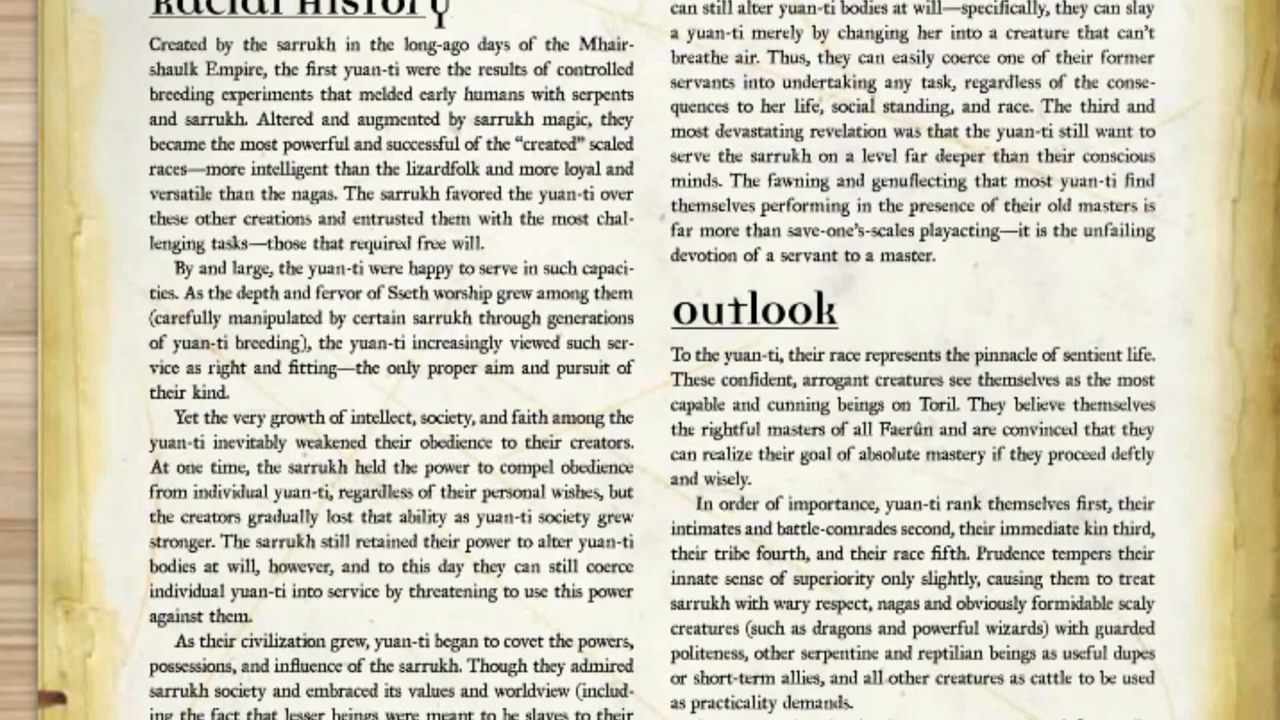 Racial History
Created by the sarrukh in the long-ago days of the Mhair-
shaulk Empire, the first yuan-ti were the results of controlled
breeding experiments that melded early humans with serpents
and sarrukh. Altered and augmented by sarrukh magic, they
became the most powerful and successful of the “created” scaled
races—more intelligent than the lizardfolk and more loyal and
versatile than the nagas. The sarrukh favored the yuan-ti over
these other creations and entrusted them with the most chal-
lenging tasks—those that required free will.
By and large, the yuan-ti were happy to serve in such capaci-
ties. As the depth and fervor of Sseth worship grew among them
(carefully manipulated by certain sarrukh through generations
of yuan-ti breeding), the yuan-ti increasingly viewed such ser-
vice as right and fitting—the only proper aim and pursuit of
their kind.
Yet the very growth of intellect, society, and faith among the
yuan-ti inevitably weakened their obedience to their creators.
At one time, the sarrukh held the power to compel obedience
from individual yuan-ti, regardless of their personal wishes, but
the creators gradually lost that ability as yuan-ti society grew
stronger. The sarrukh still retained their power to alter yuan-ti
bodies at will, however, and to this day they can still coerce
individual yuan-ti into service by threatening to use this power
against them.
As their civilization grew, yuan-ti began to covet the powers,
possessions, and influence of the sarrukh. Though they admired
sarrukh society and embraced its values and worldview (includ-
ing the fact that lesser beings were meant to be slaves to their
can still alter yuan-ti bodies at will—specifically, they can slay
a yuan-ti merely by changing her into a creature that can’t
breathe air. Thus, they can easily coerce one of their former
servants into undertaking any task, regardless of the conse-
quences to her life, social standing, and race. The third and
most devastating revelation was that the yuan-ti still want to
serve the sarrukh on a level far deeper than their conscious
minds. The fawning and genuflecting that most yuan-ti find
themselves performing in the presence of their old masters is
far more than save-one’s-scales playacting—it is the unfailing
devotion of a servant to a master.
outlook
To the yuan-ti, their race represents the pinnacle of sentient life.
These confident, arrogant creatures see themselves as the most
capable and cunning beings on Toril. They believe themselves
the rightful masters of all Faerûn and are convinced that they
can realize their goal of absolute mastery if they proceed deftly
and wisely.
In order of importance, yuan-ti rank themselves first, their
intimates and battle-comrades second, their immediate kin third,
their tribe fourth, and their race fifth. Prudence tempers their
innate sense of superiority only slightly, causing them to treat
sarrukh with wary respect, nagas and obviously formidable scaly
creatures (such as dragons and powerful wizards) with guarded
politeness, other serpentine and reptilian beings as useful dupes
or short-term allies, and all other creatures as cattle to be used
as practicality demands.